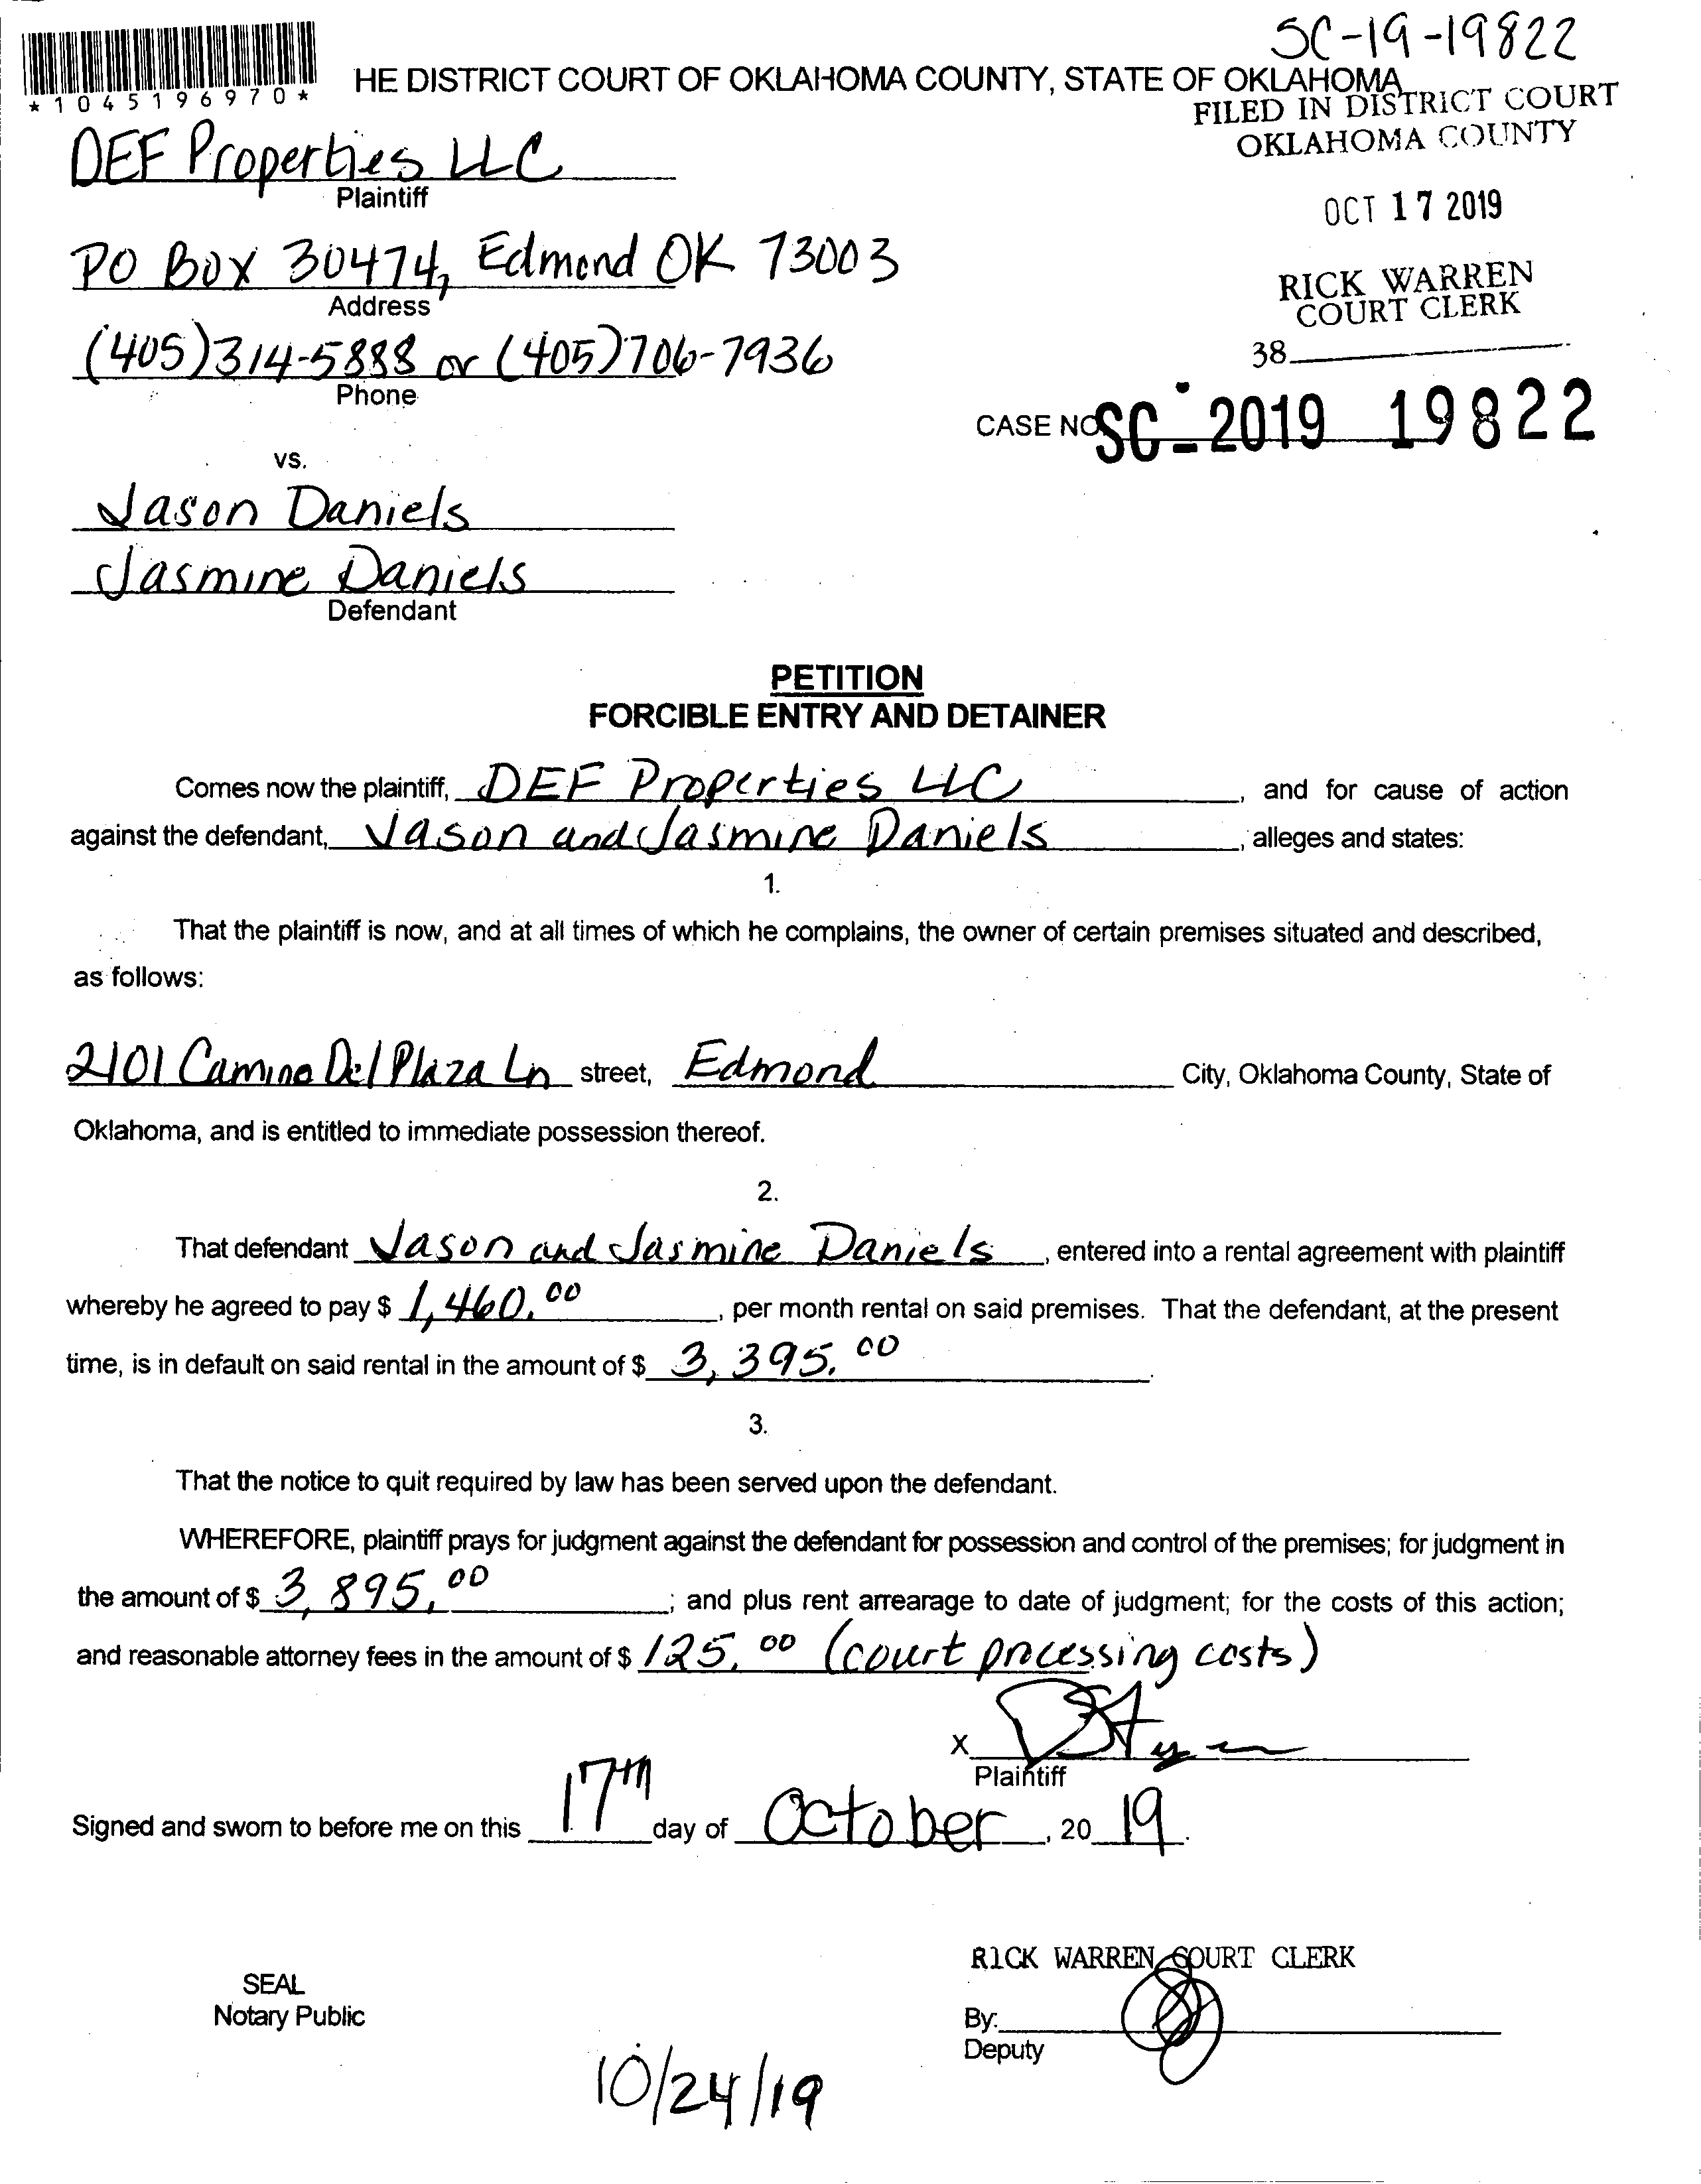 SC-19-19822
*1045196970*
HE DISTRICT COURT OF OKLAHOMA COUNTY, STATE OF OKLAHOMA
FILED IN DISTRICT COURT
OKLAHOMA COUNTY
DEF Properties LLC
Plaintiff
OCT 17 2019
PO Box 30474, Edmond OK 73003
Address
RICK WARREN
COURT CLERK
(405)314-5888 or (405)706-7936
Phone
38
CASE NO SC-2019 19822
vs.
Jason Daniels
Jasmine Daniels
Defendant
PETITION
FORCIBLE ENTRY AND DETAINER
Comes now the plaintiff, DEF Properties LLC, and for cause of action
against the defendant, Jason and Jasmine Daniels, alleges and states:
1.
That the plaintiff is now, and at all times of which he complains, the owner of certain premises situated and described,
as follows:
2101 Camino Del Plaza Ln street, Edmond City, Oklahoma County, State of
Oklahoma, and is entitled to immediate possession thereof.
2.
That defendant Jason and Jasmine Daniels, entered into a rental agreement with plaintiff
whereby he agreed to pay $ 1,460.00, per month rental on said premises. That the defendant, at the present
time, is in default on said rental in the amount of $ 3,395.00.
3.
That the notice to quit required by law has been served upon the defendant.
WHEREFORE, plaintiff prays for judgment against the defendant for possession and control of the premises; for judgment in
the amount of $ 3,895.00; and plus rent arrearage to date of judgment; for the costs of this action;
and reasonable attorney fees in the amount of $ 125.00 (court processing costs)
X
Plaintiff
Signed and sworn to before me on this 17th day of October, 2019.
RICK WARREN COURT CLERK
SEAL
Notary Public
By:
Deputy
10/24/19